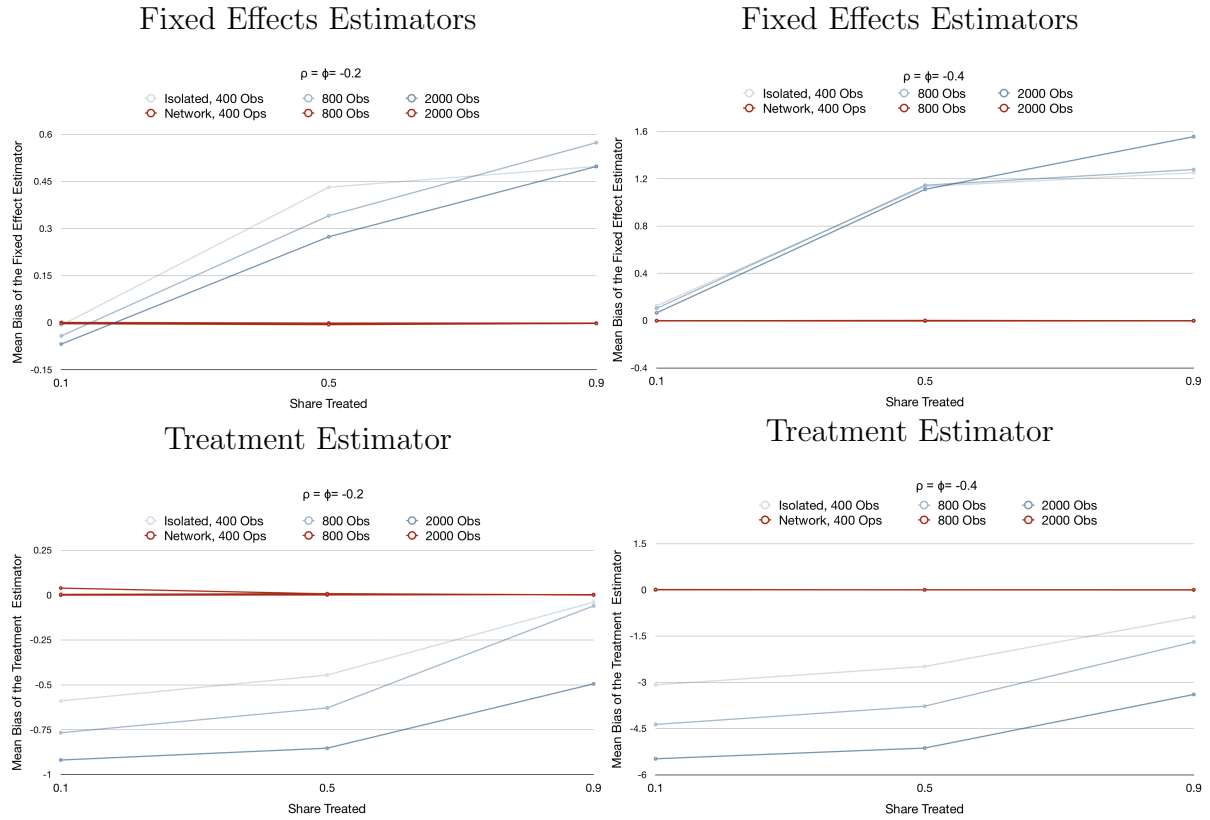 Fixed Effects Estimators
ρ = ϕ= -0.2
Isolated, 400 Obs 800 Obs 2000 Obs
Network, 400 Ops 800 Obs 2000 Obs
Mean Bias of the Fixed Effect Estimator
0.6
0.45
0.3
0.15
0
-0.15
0.1 0.5 0.9
Share Treated
Fixed Effects Estimators
ρ = ϕ= -0.4
Isolated, 400 Obs 800 Obs 2000 Obs
Network, 400 Ops 800 Obs 2000 Obs
Mean Bias of the Fixed Effect Estimator
1.6
1.2
0.8
0.4
0
-0.4
0.1 0.5 0.9
Share Treated
Treatment Estimator
ρ = ϕ= -0.2
Isolated, 400 Obs 800 Obs 2000 Obs
Network, 400 Ops 800 Obs 2000 Obs
Mean Bias of the Treatment Estimator
0.25
0
-0.25
-0.5
-0.75
-1
0.1 0.5 0.9
Share Treated
Treatment Estimator
ρ = ϕ= -0.4
Isolated, 400 Obs 800 Obs 2000 Obs
Network, 400 Ops 800 Obs 2000 Obs
Mean Bias of the Treatment Estimator
1.5
0
-1.5
-3
-4.5
-6
0.1 0.5 0.9
Share Treated